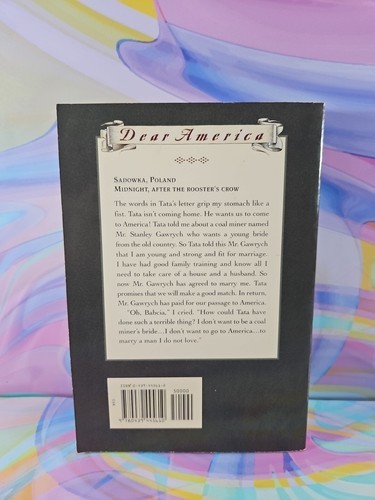 Dear America
SADOWKA, POLAND
MIDNIGHT, AFTER THE ROOSTER'S CROW
The words in Tata's letter grip my stomach like a
fist. Tata isn't coming home. He wants us to come
to America! Tata told me about a coal miner named
Mr. Stanley Gawrych who wants a young bride
from the old country. So Tata told this Mr. Gawrych
that I am young and strong and fit for marriage.
I have had good family training and know all I
need to take care of a house and a husband. So
now Mr. Gawrych has agreed to marry me. Tata
promises that we will make a good match. In return,
Mr. Gawrych has paid for our passage to America.
"Oh, Babcia," I cried. "How could Tata have
done such a terrible thing? I don't want to be a coal
miner's bride...I don't want to go to America...to
marry a man I do not love."
00000